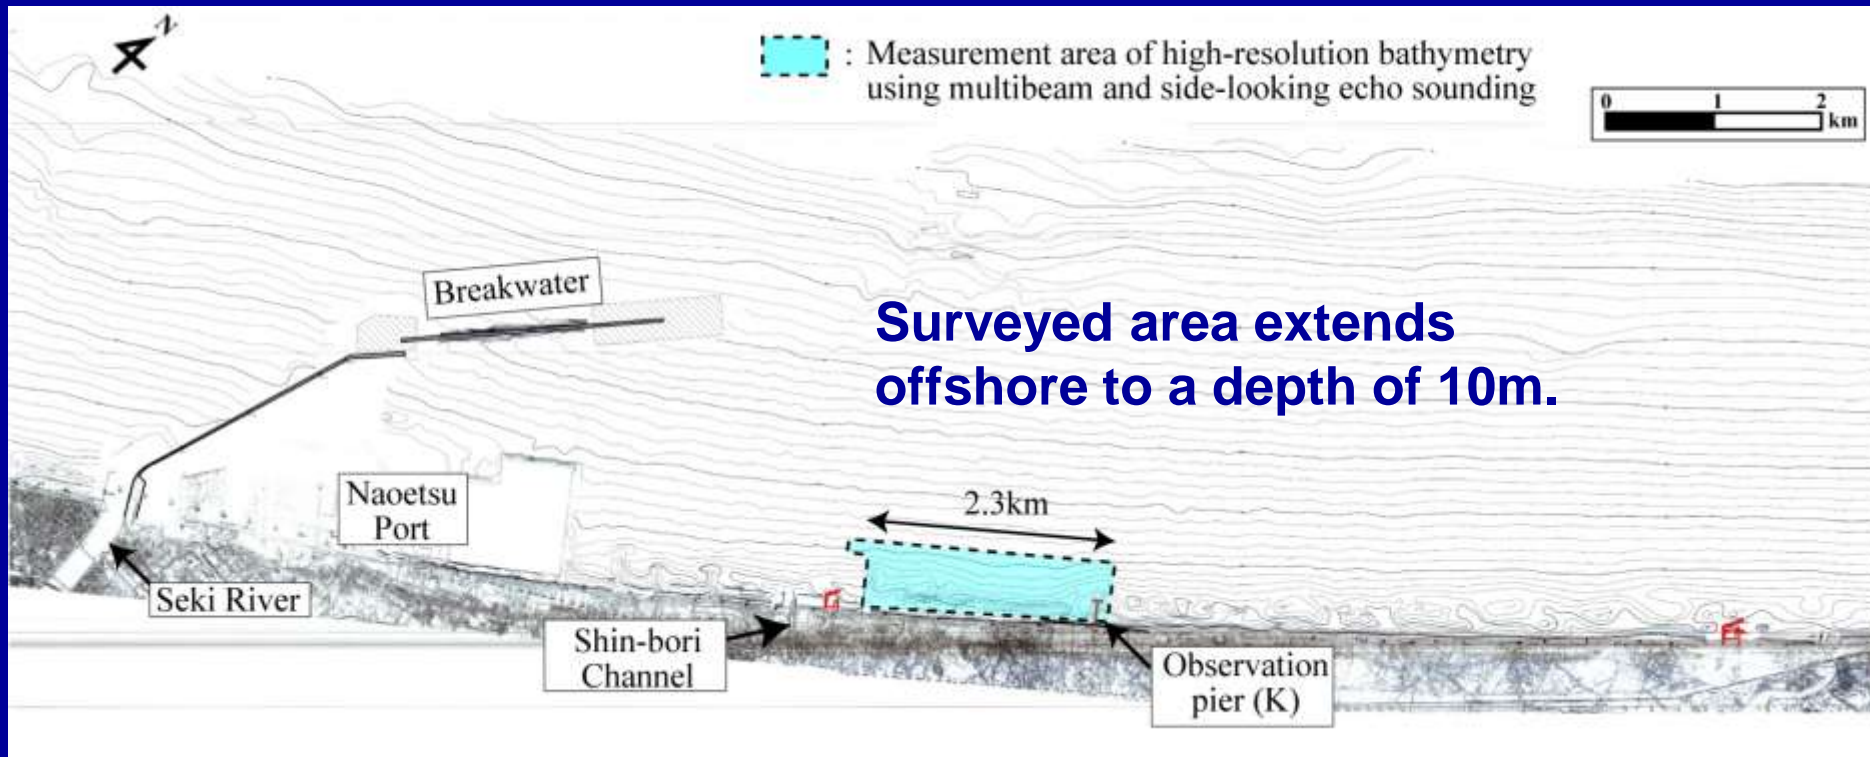 N
: Measurement area of high-resolution bathymetry
using multibeam and side-looking echo sounding
0 1 2
km
Breakwater
Surveyed area extends
offshore to a depth of 10m.
Naoetsu
Port
2.3km
Seki River
Shin-bori
Channel
Observation
pier (K)